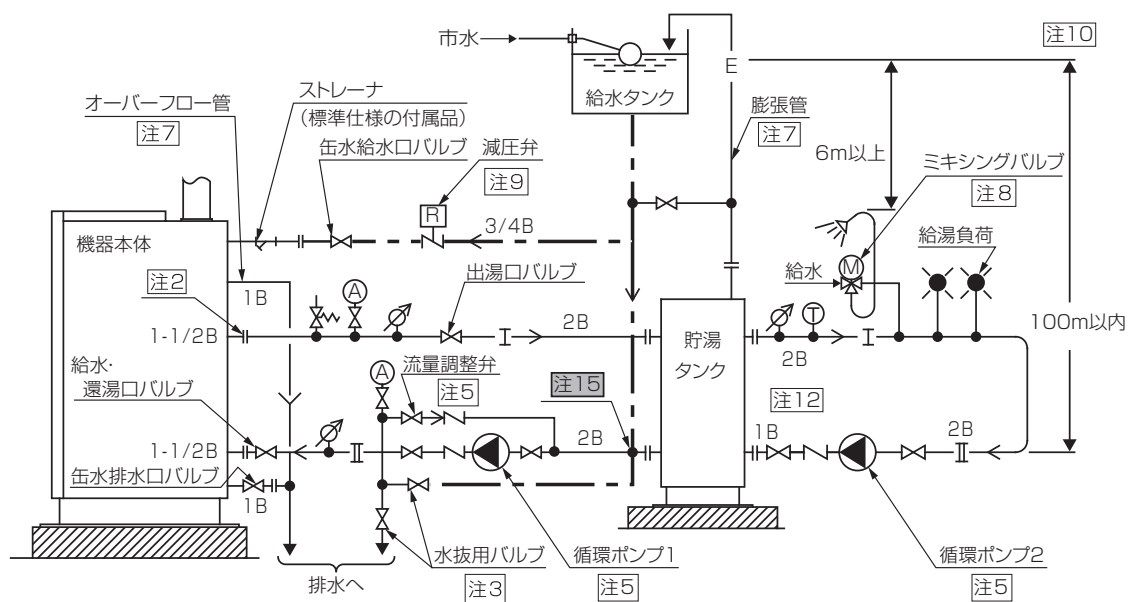 市水
注10
E
給水タンク
オーバーフロー管
注7
ストレーナ
(標準仕様の付属品)
缶水給水口バルブ
減圧弁
注9
膨張管
注7
6m以上
ミキシングバルブ
注8
R
3/4B
機器本体
給湯負荷
給水
M
注2
1B
出湯口バルブ
A
T
1-1/2B
2B
貯湯
タンク
2B
100m以内
給水・
還湯口バルブ
A
流量調整弁
注5
注15
注12
1-1/2B
2B
1B
2B
缶水排水口バルブ
1B
排水へ
水抜用バルブ
注3
循環ポンプ1
注5
循環ポンプ2
注5